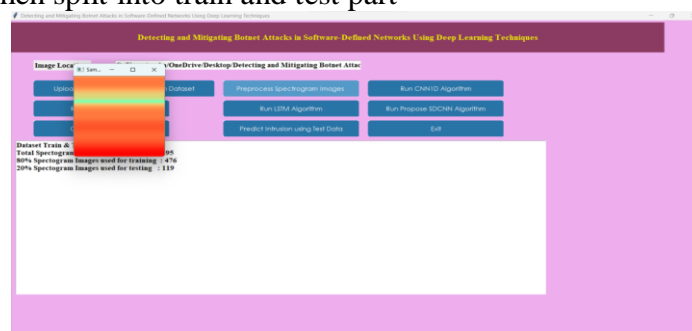 then split into train and test part
Detecting and Mitigating Botnet Attacks in Software-Defined Networks Using Deep Learning Techniques
Detecting and Mitigating Botnet Attacks in Software-Defined Networks Using Deep Learning Techniques
Image Loca
/OneDrive/Desktop/Detecting and Mitigating Botnet Attac
Sam...
Uploa
Dataset
Preprocess Spectrogram Images
Run CNN1D Algorithm
Run LSTM Algorithm
Run Propose SDCNN Algorithm
Predict Intrusion using Test Data
Exit
Dataset Train &
Total Spectogram 95
80% Spectogram Images used for training : 476
20% Spectogram Images used for testing : 119